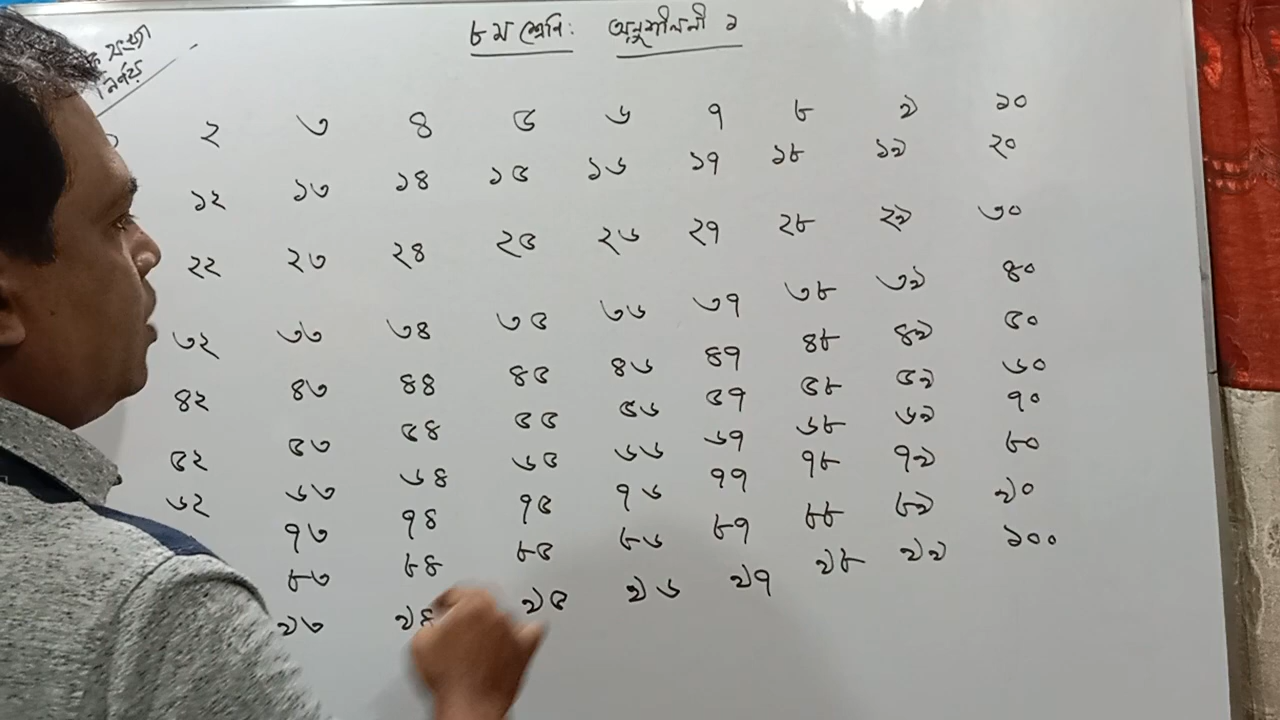 ৮ম শ্রেনি: অনুশীলনী ১
সংখ্যা
নির্ণয়
২ ৩ ৪ ৫ ৬ ৭ ৮ ৯ ১০
১২ ১৩ ১৪ ১৫ ১৬ ১৭ ১৮ ১৯ ২০
২২ ২৩ ২৪ ২৫ ২৬ ২৭ ২৮ ২৯ ৩০
৩২ ৩৩ ৩৪ ৩৫ ৩৬ ৩৭ ৩৮ ৩৯ ৪০
৪২ ৪৩ ৪৪ ৪৫ ৪৬ ৪৭ ৪৮ ৪৯ ৫০
৫২ ৫৩ ৫৪ ৫৫ ৫৬ ৫৭ ৫৮ ৫৯ ৬০
৬২ ৬৩ ৬৪ ৬৫ ৬৬ ৬৭ ৬৮ ৬৯ ৭০
৭৩ ৭৪ ৭৫ ৭৬ ৭৭ ৭৮ ৭৯ ৮০
৮৩ ৮৪ ৮৫ ৮৬ ৮৭ ৮৮ ৮৯ ৯০
৯৩ ৯৪ ৯৫ ৯৬ ৯৭ ৯৮ ৯৯ ১০০